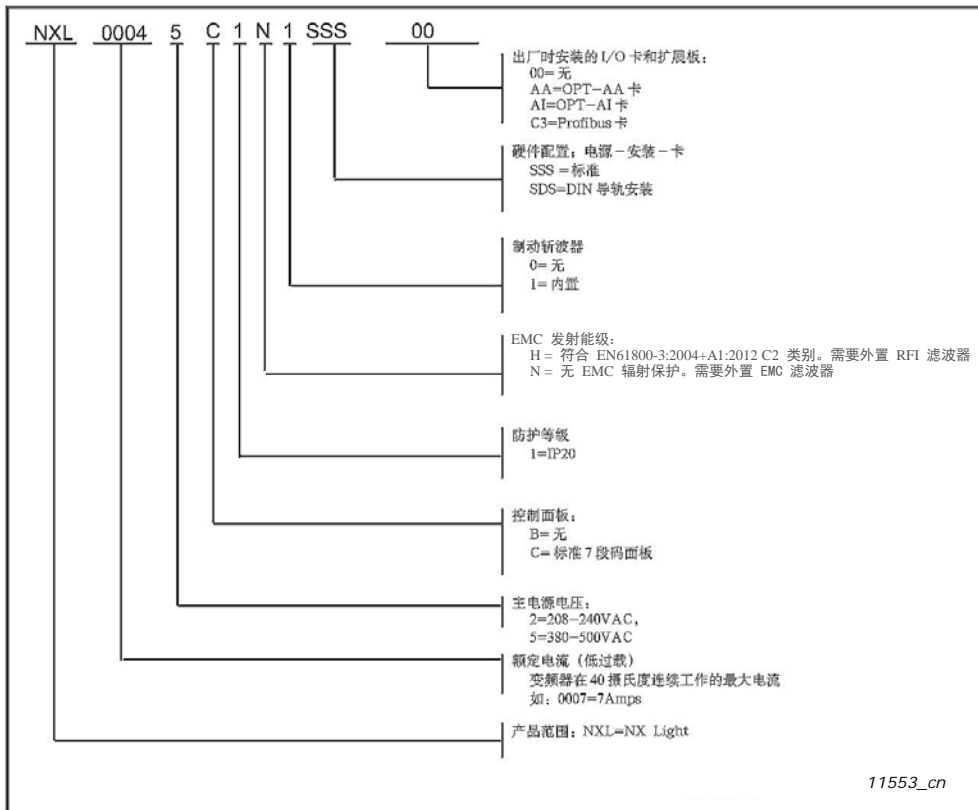 NXL 0004 5 C 1 N 1 SSS 00
出厂时安装的 I/O 卡和扩展板：
00= 无
AA=OPT-AA 卡
AI=OPT-AI 卡
C3=Profibus 卡
硬件配置；电源－安装－卡
SSS =标准
SDS=DIN 导轨安装
制动斩波器
0= 无
1= 内置
EMC 发射能级:
H = 符合 EN61800-3:2004+A1:2012 C2 类别。需要外置 RFI 滤波器
N = 无 EMC 辐射保护。需要外置 EMC 滤波器
防护等级
1=IP20
控制面板：
B= 无
C= 标准 7 段码面板
主电源电压：
2=208-240VAC,
5=380-500VAC
额定电流（低过载）
变频器在 40 摄氏度连续工作的最大电流
如：0007=7Amps
产品范围：NXL=NX Light
11553_cn